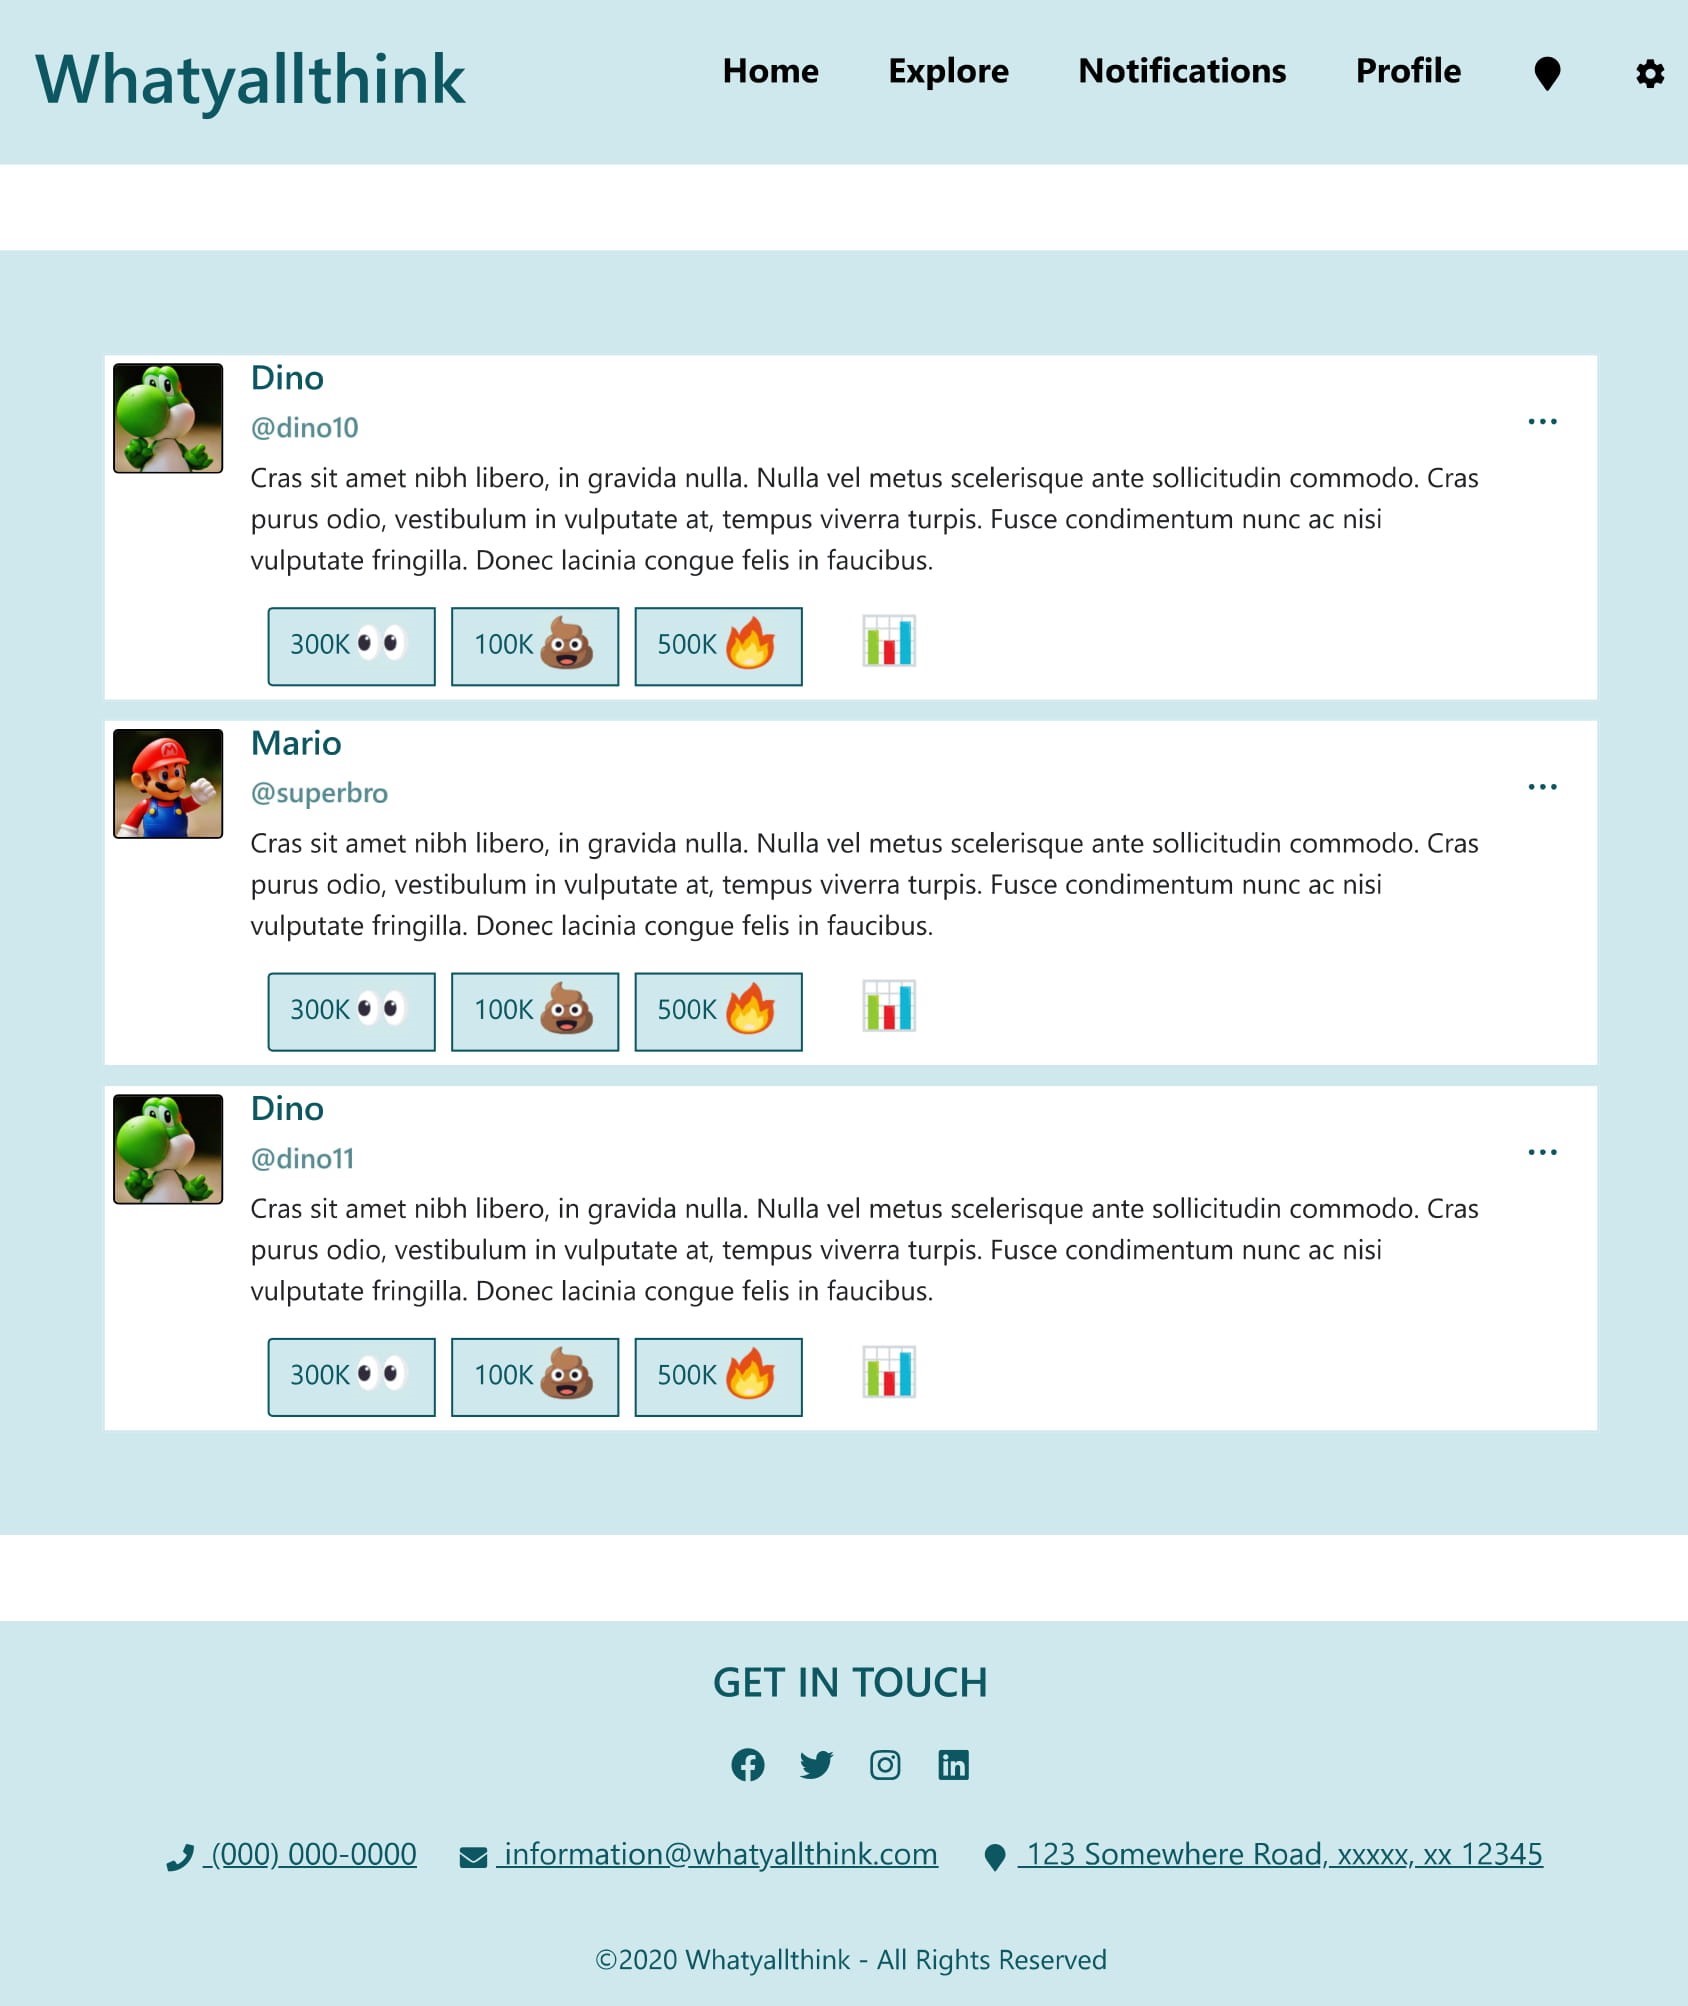 Whatyallthink
Home Explore Notifications Profile
Dino
@dino10
Cras sit amet nibh libero, in gravida nulla. Nulla vel metus scelerisque ante sollicitudin commodo. Cras
purus odio, vestibulum in vulputate at, tempus viverra turpis. Fusce condimentum nunc ac nisi
vulputate fringilla. Donec lacinia congue felis in faucibus.
300K 100K 500K
Mario
@superbro
Cras sit amet nibh libero, in gravida nulla. Nulla vel metus scelerisque ante sollicitudin commodo. Cras
purus odio, vestibulum in vulputate at, tempus viverra turpis. Fusce condimentum nunc ac nisi
vulputate fringilla. Donec lacinia congue felis in faucibus.
300K 100K 500K
Dino
@dino11
Cras sit amet nibh libero, in gravida nulla. Nulla vel metus scelerisque ante sollicitudin commodo. Cras
purus odio, vestibulum in vulputate at, tempus viverra turpis. Fusce condimentum nunc ac nisi
vulputate fringilla. Donec lacinia congue felis in faucibus.
300K 100K 500K
GET IN TOUCH
(000) 000-0000 information@whatyallthink.com 123 Somewhere Road, xxxxx, xx 12345
©2020 Whatyallthink - All Rights Reserved